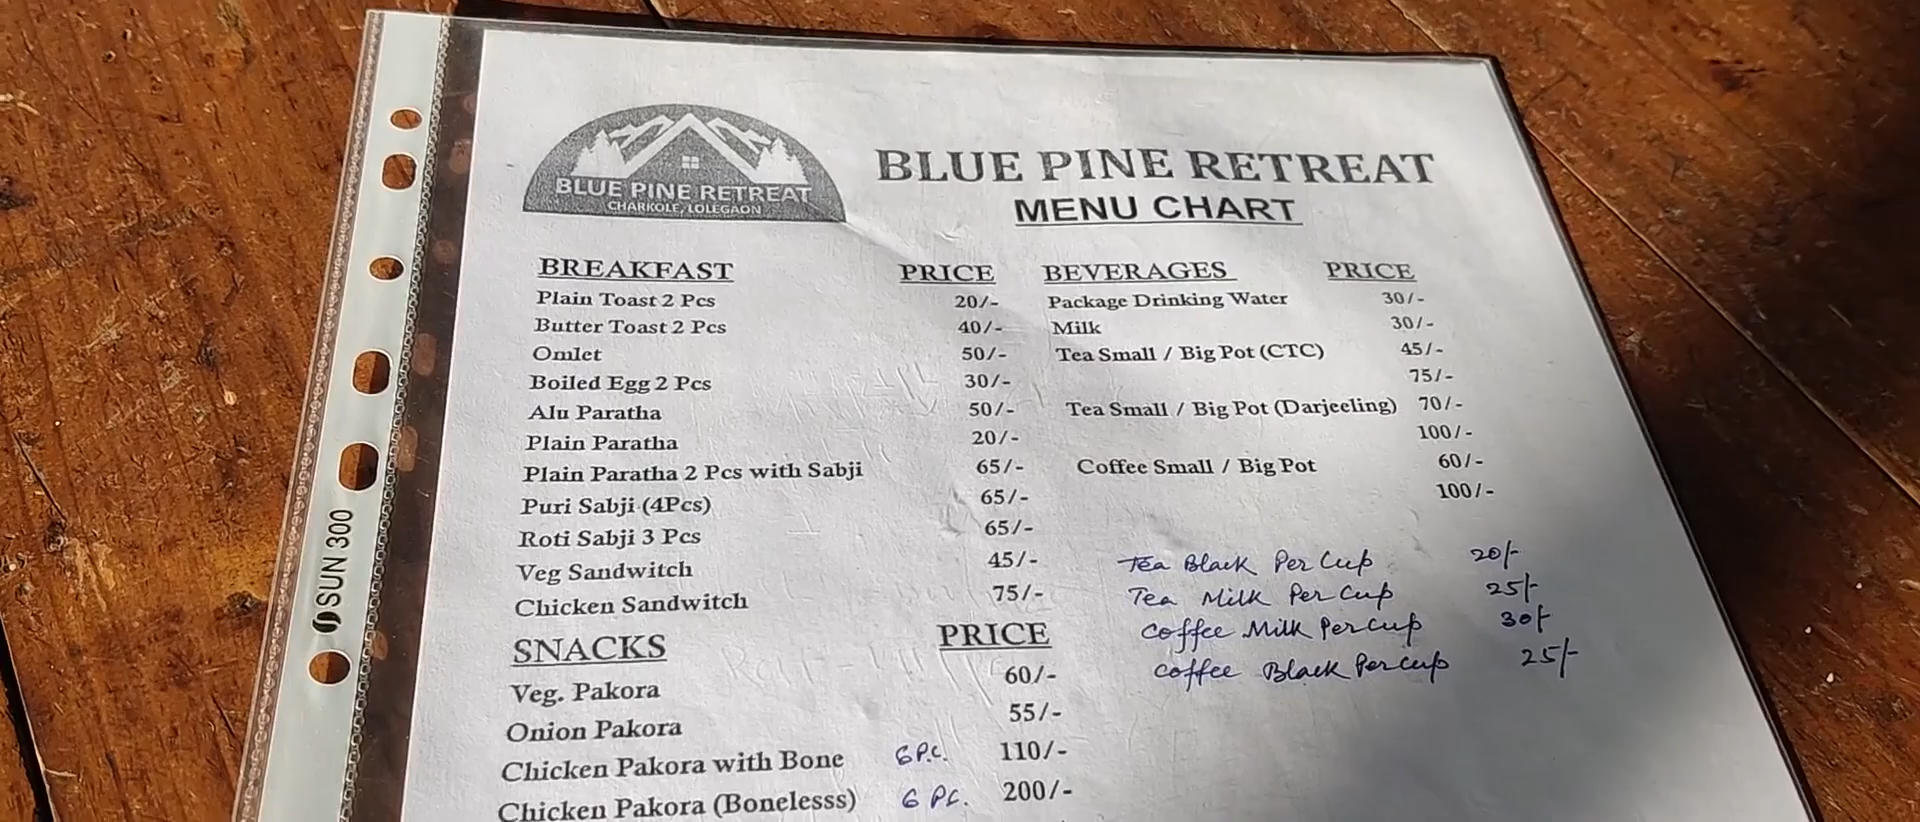 BLUE PINE RETREAT
CHARKOLE, LOLEGAON
BLUE PINE RETREAT
MENU CHART
BREAKFAST PRICE
Plain Toast 2 Pcs 20/-
Butter Toast 2 Pcs 40/-
Omlet 50/-
Boiled Egg 2 Pcs 30/-
Alu Paratha 50/-
Plain Paratha 20/-
Plain Paratha 2 Pcs with Sabji 65/-
Puri Sabji (4Pcs) 65/-
Roti Sabji 3 Pcs 65/-
Veg Sandwitch 45/-
Chicken Sandwitch 75/-
SNACKS PRICE
Veg. Pakora 60/-
Onion Pakora 55/-
Chicken Pakora with Bone 6 P.C. 110/-
Chicken Pakora (Bonelesss) 6 PC. 200/-
BEVERAGES PRICE
Package Drinking Water 30/-
Milk 30/-
Tea Small / Big Pot (CTC) 45/-
75/-
Tea Small / Big Pot (Darjeeling) 70/-
100/-
Coffee Small / Big Pot 60/-
100/-
Tea Black Per Cup 20/-
Tea Milk Per Cup 25/-
Coffee Milk Per Cup 30/-
Coffee Black Per Cup 25/-
SUN 300